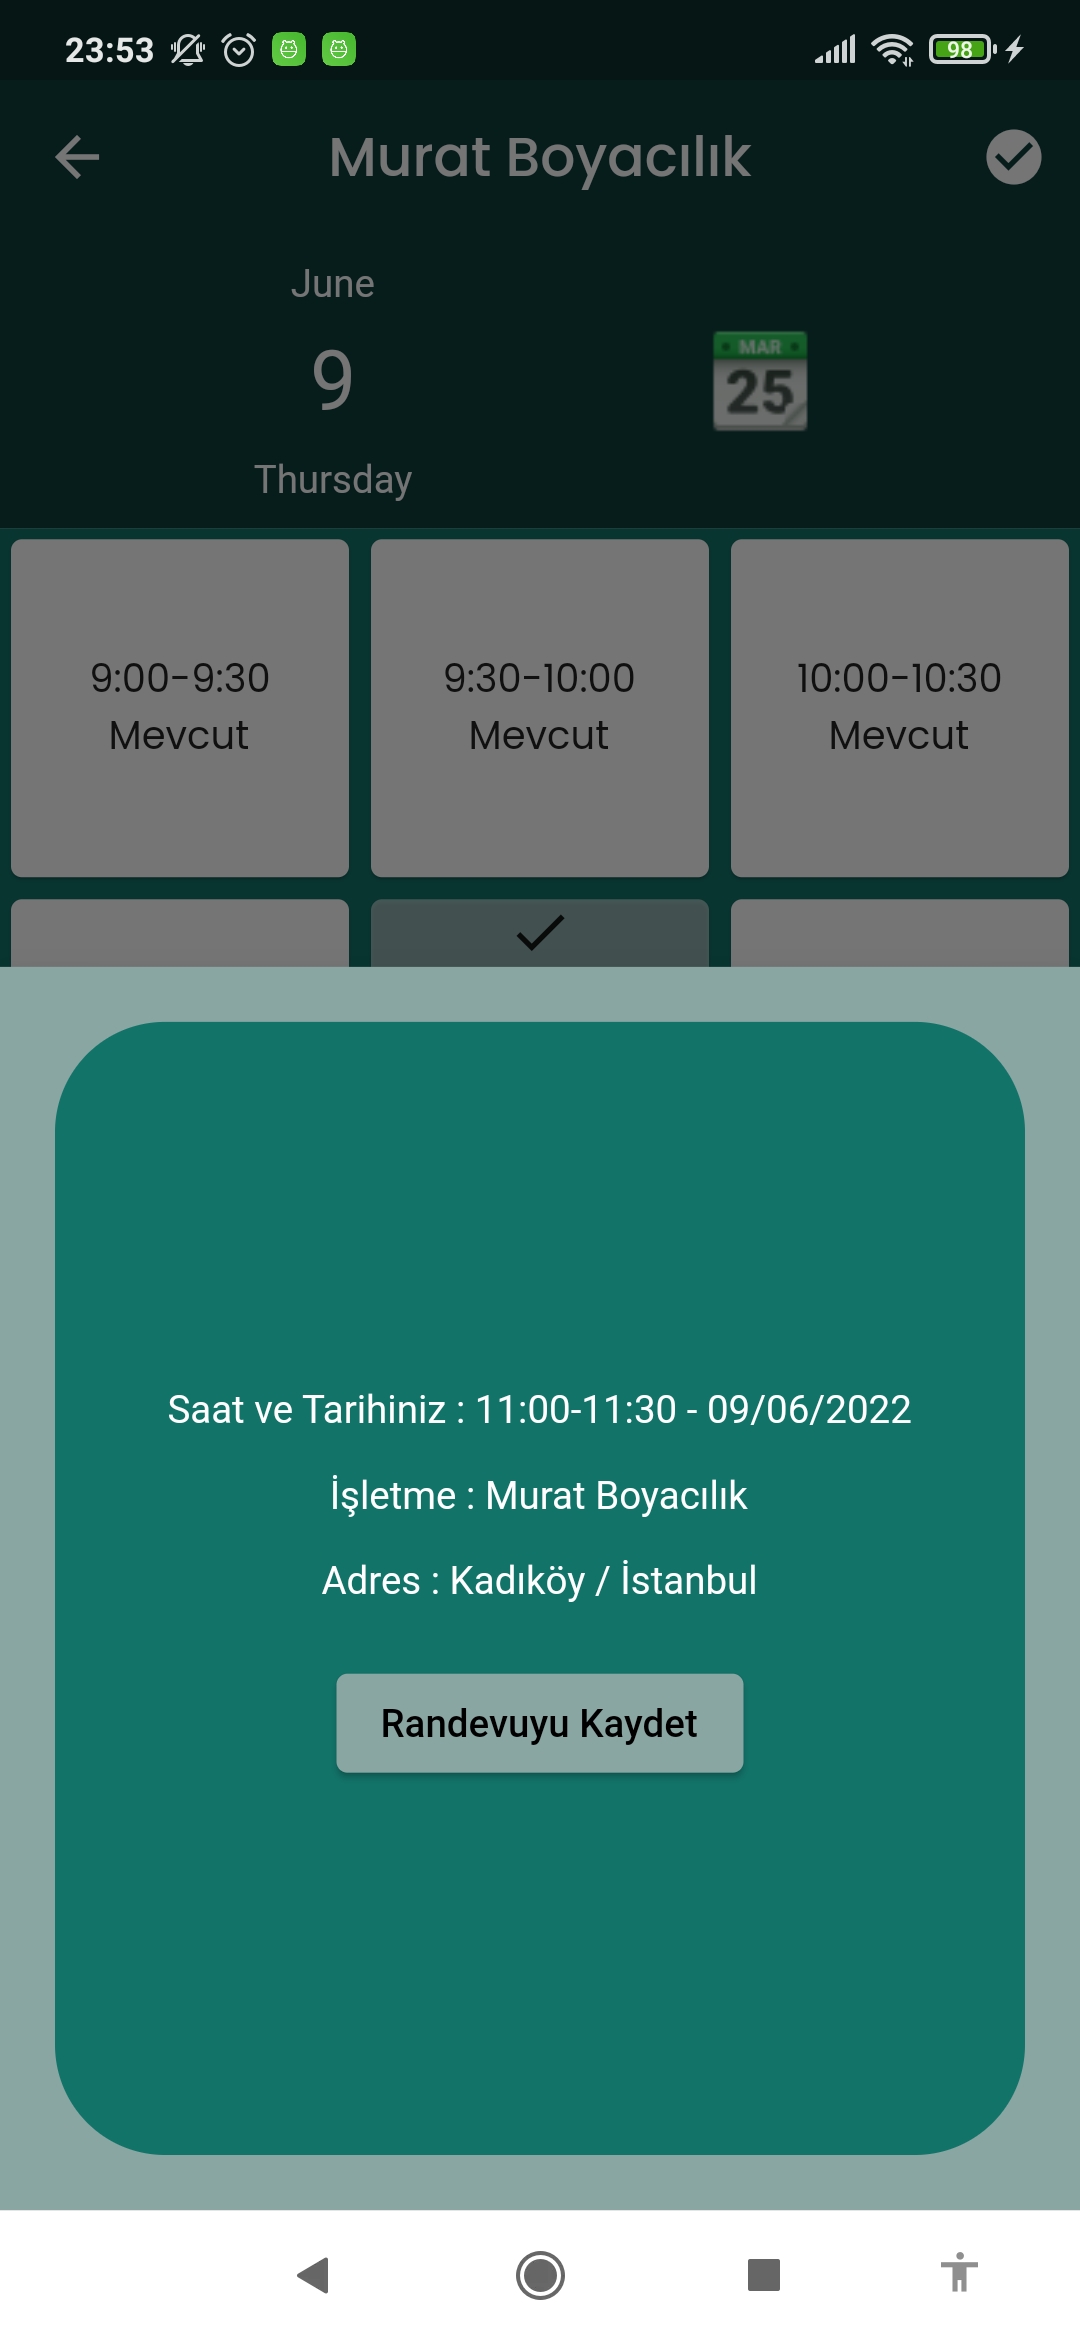 23:53
98
Murat Boyacılık
June
9
Thursday
MAR
25
9:00-9:30
Mevcut
9:30-10:00
Mevcut
10:00-10:30
Mevcut
Saat ve Tarihiniz : 11:00-11:30 - 09/06/2022
İşletme : Murat Boyacılık
Adres : Kadıköy / İstanbul
Randevuyu Kaydet